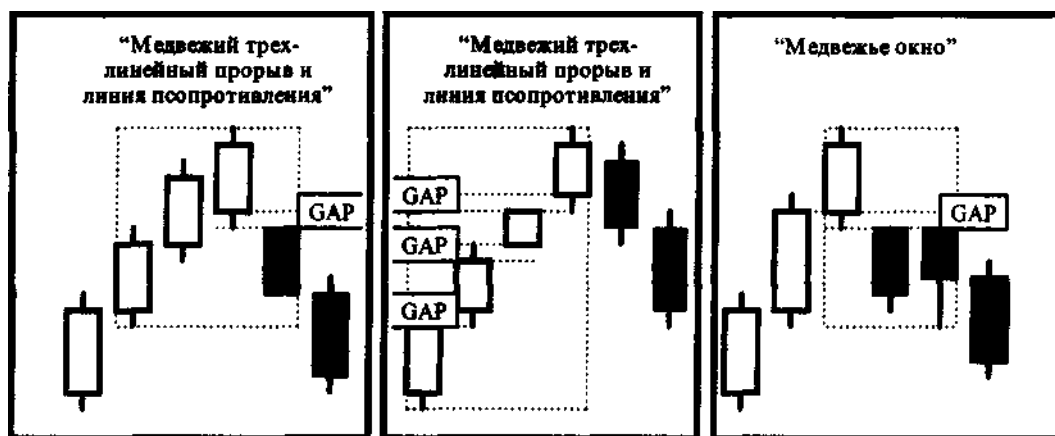 “Медвежий трех-
линейный прорыв и
линия псопротивления”
GAP
“Медвежий трех-
линейный прорыв и
линия псопротивления”
GAP
GAP
GAP
“Медвежье окно”
GAP